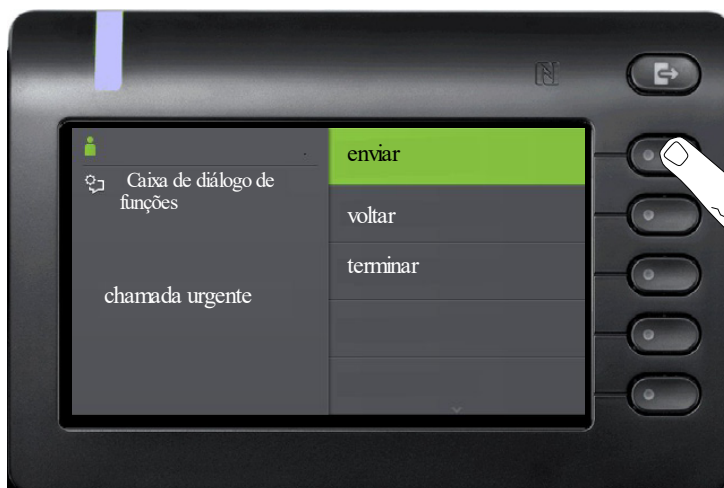 Caixa de diálogo de
funções
chamada urgente
enviar
voltar
terminar